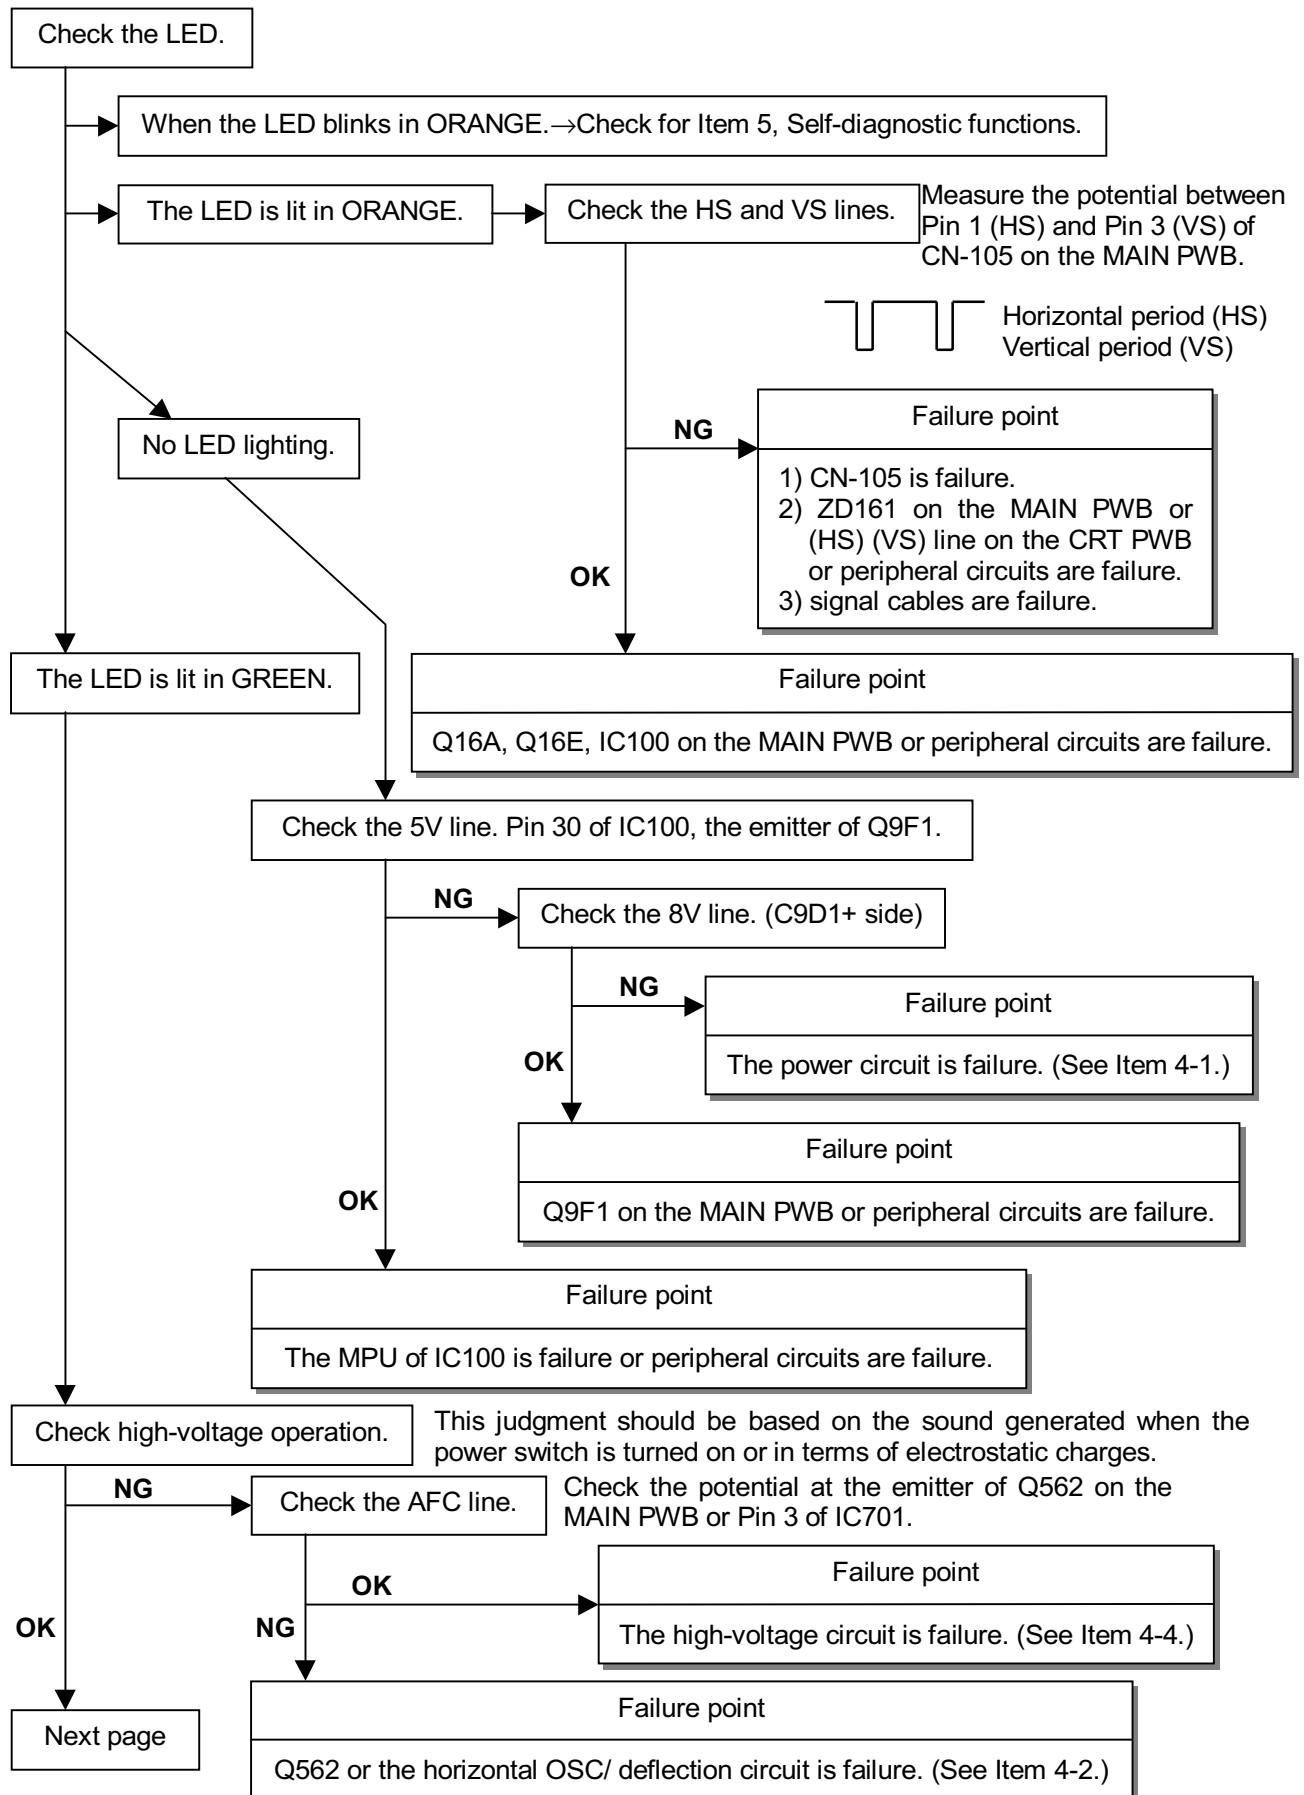 Check the LED.
When the LED blinks in ORANGE.→Check for Item 5, Self-diagnostic functions.
The LED is lit in ORANGE.
Check the HS and VS lines.
Measure the potential between
Pin 1 (HS) and Pin 3 (VS) of
CN-105 on the MAIN PWB.
Horizontal period (HS)
Vertical period (VS)
No LED lighting.
NG
Failure point
1) CN-105 is failure.
2) ZD161 on the MAIN PWB or
(HS) (VS) line on the CRT PWB
or peripheral circuits are failure.
3) signal cables are failure.
OK
The LED is lit in GREEN.
Failure point
Q16A, Q16E, IC100 on the MAIN PWB or peripheral circuits are failure.
Check the 5V line. Pin 30 of IC100, the emitter of Q9F1.
NG
Check the 8V line. (C9D1+ side)
NG
Failure point
The power circuit is failure. (See Item 4-1.)
OK
Failure point
Q9F1 on the MAIN PWB or peripheral circuits are failure.
OK
Failure point
The MPU of IC100 is failure or peripheral circuits are failure.
Check high-voltage operation.
This judgment should be based on the sound generated when the
power switch is turned on or in terms of electrostatic charges.
NG
Check the AFC line.
Check the potential at the emitter of Q562 on the
MAIN PWB or Pin 3 of IC701.
OK
Failure point
The high-voltage circuit is failure. (See Item 4-4.)
OK
NG
Next page
Failure point
Q562 or the horizontal OSC/ deflection circuit is failure. (See Item 4-2.)